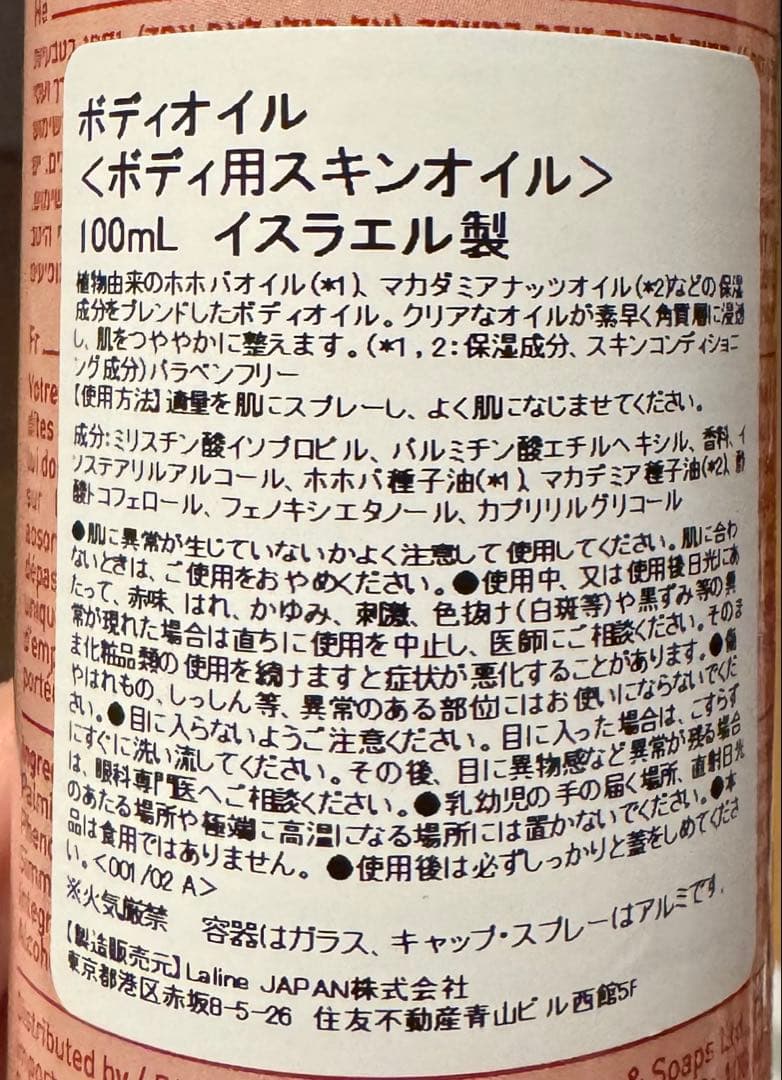 ボディオイル
<ボディ用スキンオイル>
100mL イスラエル製
植物由来のホホバオイル(*1)、マカダミアナッツオイル(*2)などの保湿
成分をブレンドしたボディオイル。クリアなオイルが素早く角質層に浸透
し、肌をつややかに整えます。(*1,2:保湿成分、スキンコンディショニ
ング成分)パラベンフリー
【使用方法】適量を肌にスプレーし、よく肌になじませてください。
成分:ミリスチン酸イソプロピル、パルミチン酸エチルヘキシル、香料、イ
ソステアリルアルコール、ホホバ種子油(*1)、マカデミア種子油(*2)、酢
酸トコフェロール、フェノキシエタノール、カプリリルグリコール
●肌に異常が生じていないかよく注意して使用してください。肌に合わ
ないときは、ご使用をおやめください。●使用中、又は使用後日光にあ
たって、赤味、はれ、かゆみ、刺激、色抜け(白斑等)や黒ずみ等の異
常が現れた場合は直ちに使用を中止し、医師にご相談ください。そのま
ま化粧品類の使用を続けますと症状が悪化することがあります。●傷
やはれもの、しっしん等、異常のある部位にはお使いにならないでくだ
さい。●目に入らないようご注意ください。目に入った場合は、こすらず
にすぐに洗い流してください。その後、目に異物感など異常が残る場合
は、眼科専門医へご相談ください。●乳幼児の手の届く場所、直射日光
のあたる場所や極端に高温になる場所には置かないでください。●本
品は食用ではありません。●使用後は必ずしっかりと蓋をしめてくださ
い。<001/02 A>
※火気厳禁 容器はガラス、キャップ・スプレーはアルミです。
【製造販売元】Laline JAPAN株式会社
東京都港区赤坂8-5-26 住友不動産青山ビル西館5F
Fr
Votre
sur
absor
dépas
& Soaps